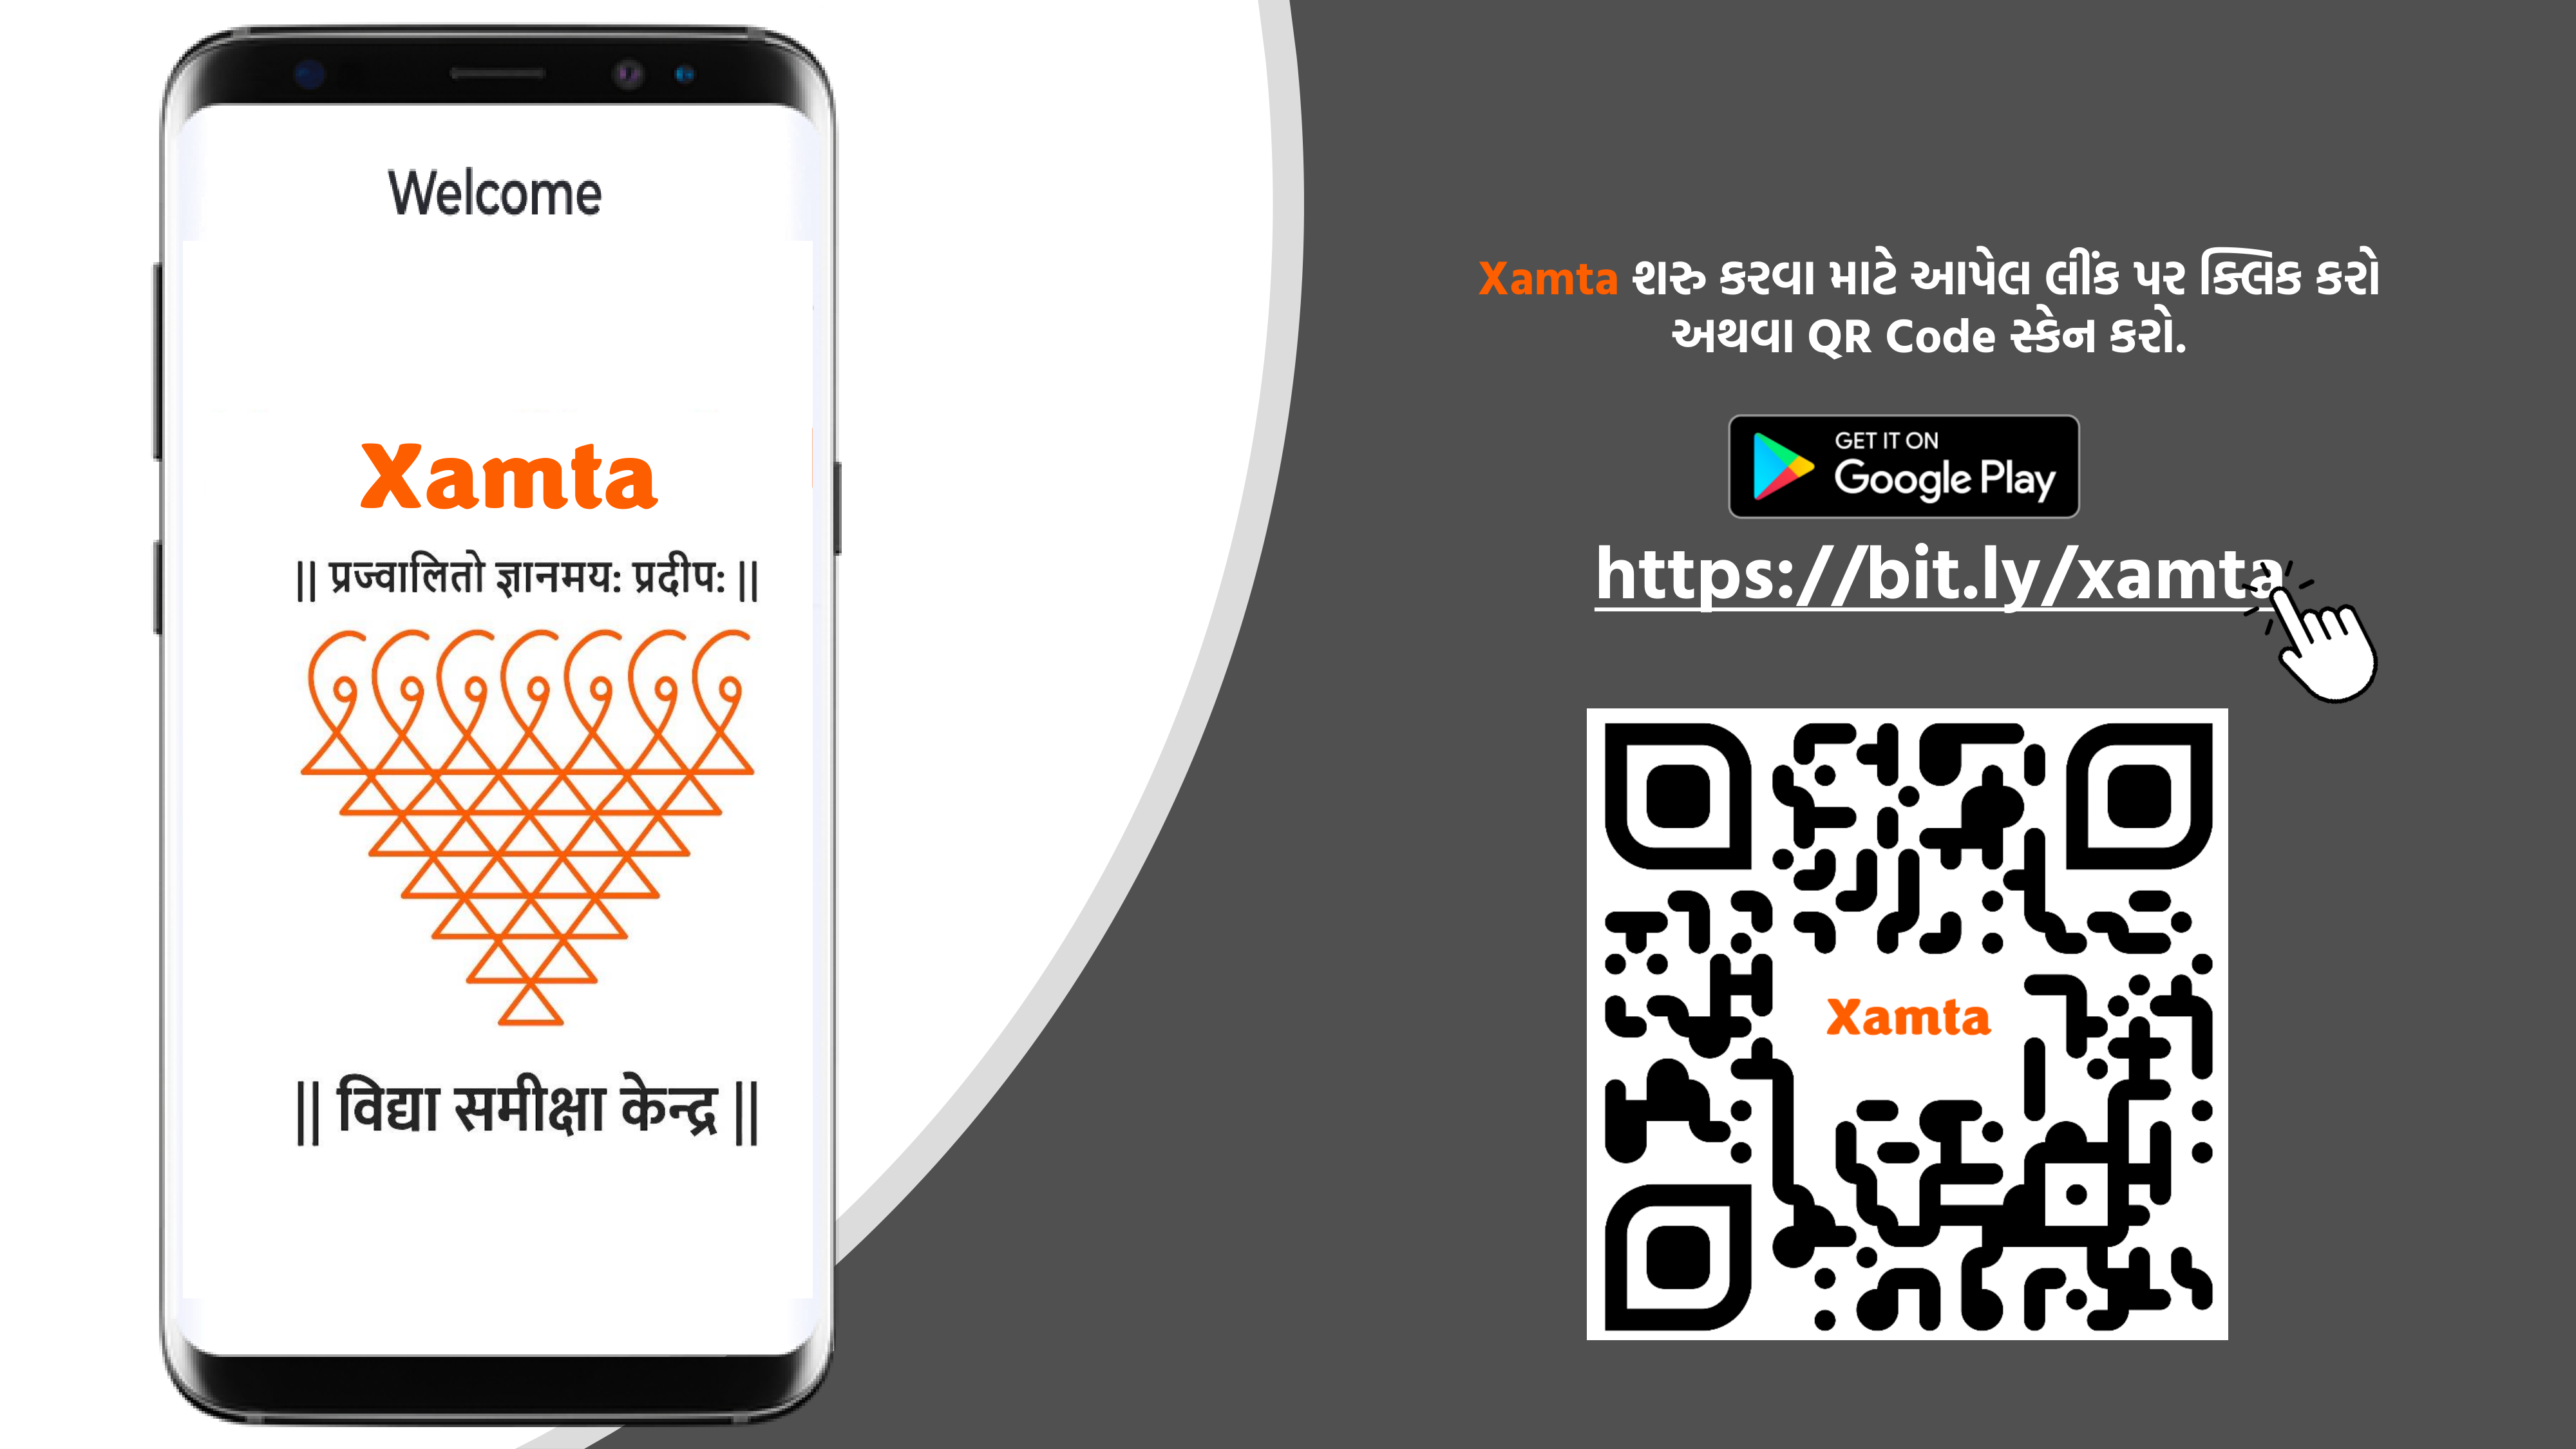 Welcome
Xamta
|| प्रज्वालितो ज्ञानमय: प्रदीप: ||
|| विद्या समीक्षा केन्द्र ||
Xamta શરુ કરવા માટે આપેલ લીંક પર ક્લિક કરો
અથવા QR Code સ્કેન કરો.
GET IT ON
Google Play
https://bit.ly/xamta
Xamta